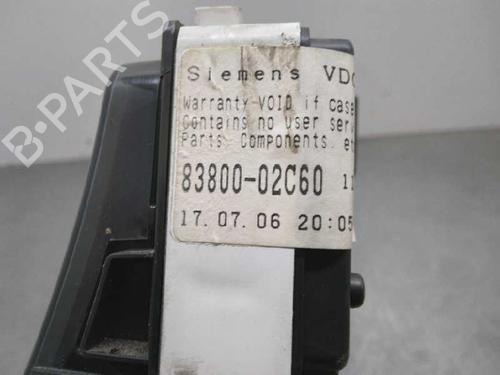 B-PARTS
Siemens VDO
Warranty VOID if case
Contains no user serv
Parts, Components, et
83800-02C60
17.07.06 20:05